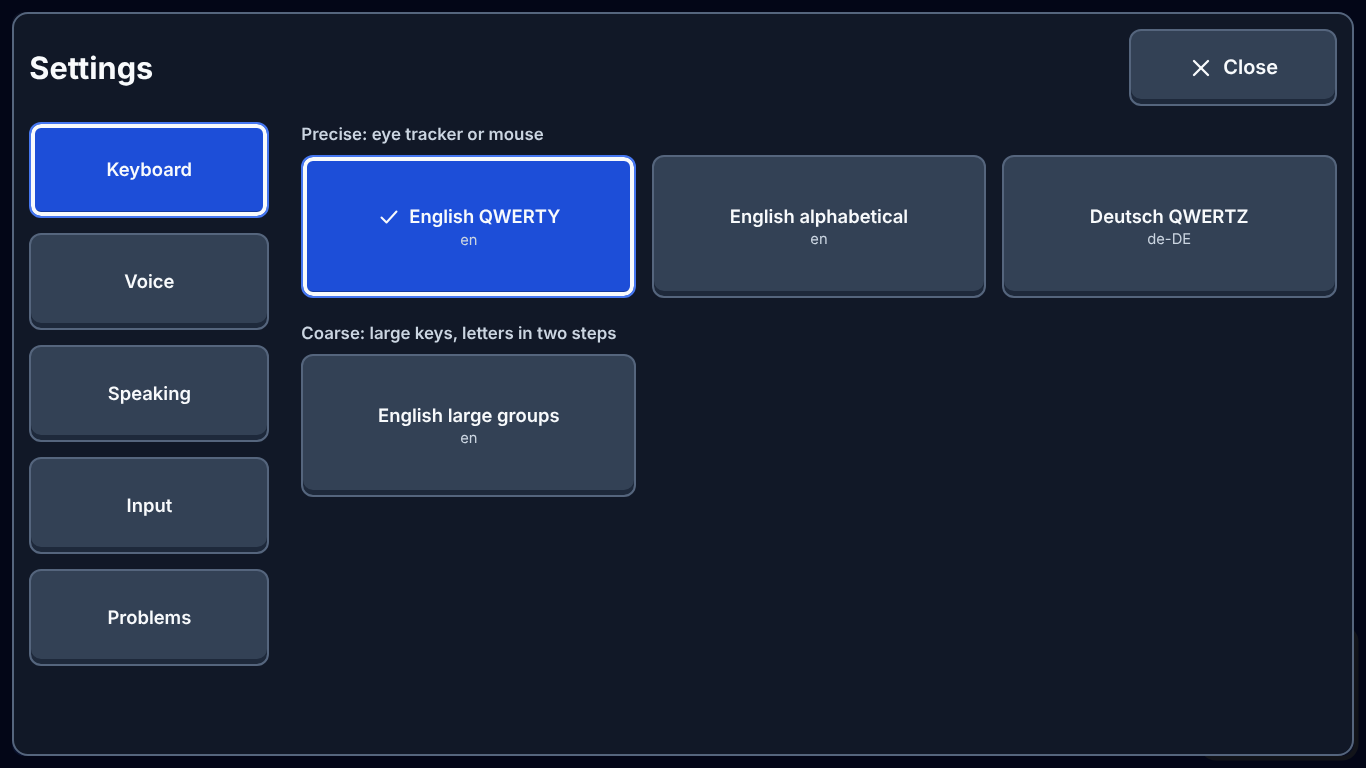 Settings
Close
Keyboard
Voice
Speaking
Input
Problems
Precise: eye tracker or mouse
English QWERTY
en
English alphabetical
en
Deutsch QWERTZ
de-DE
Coarse: large keys, letters in two steps
English large groups
en